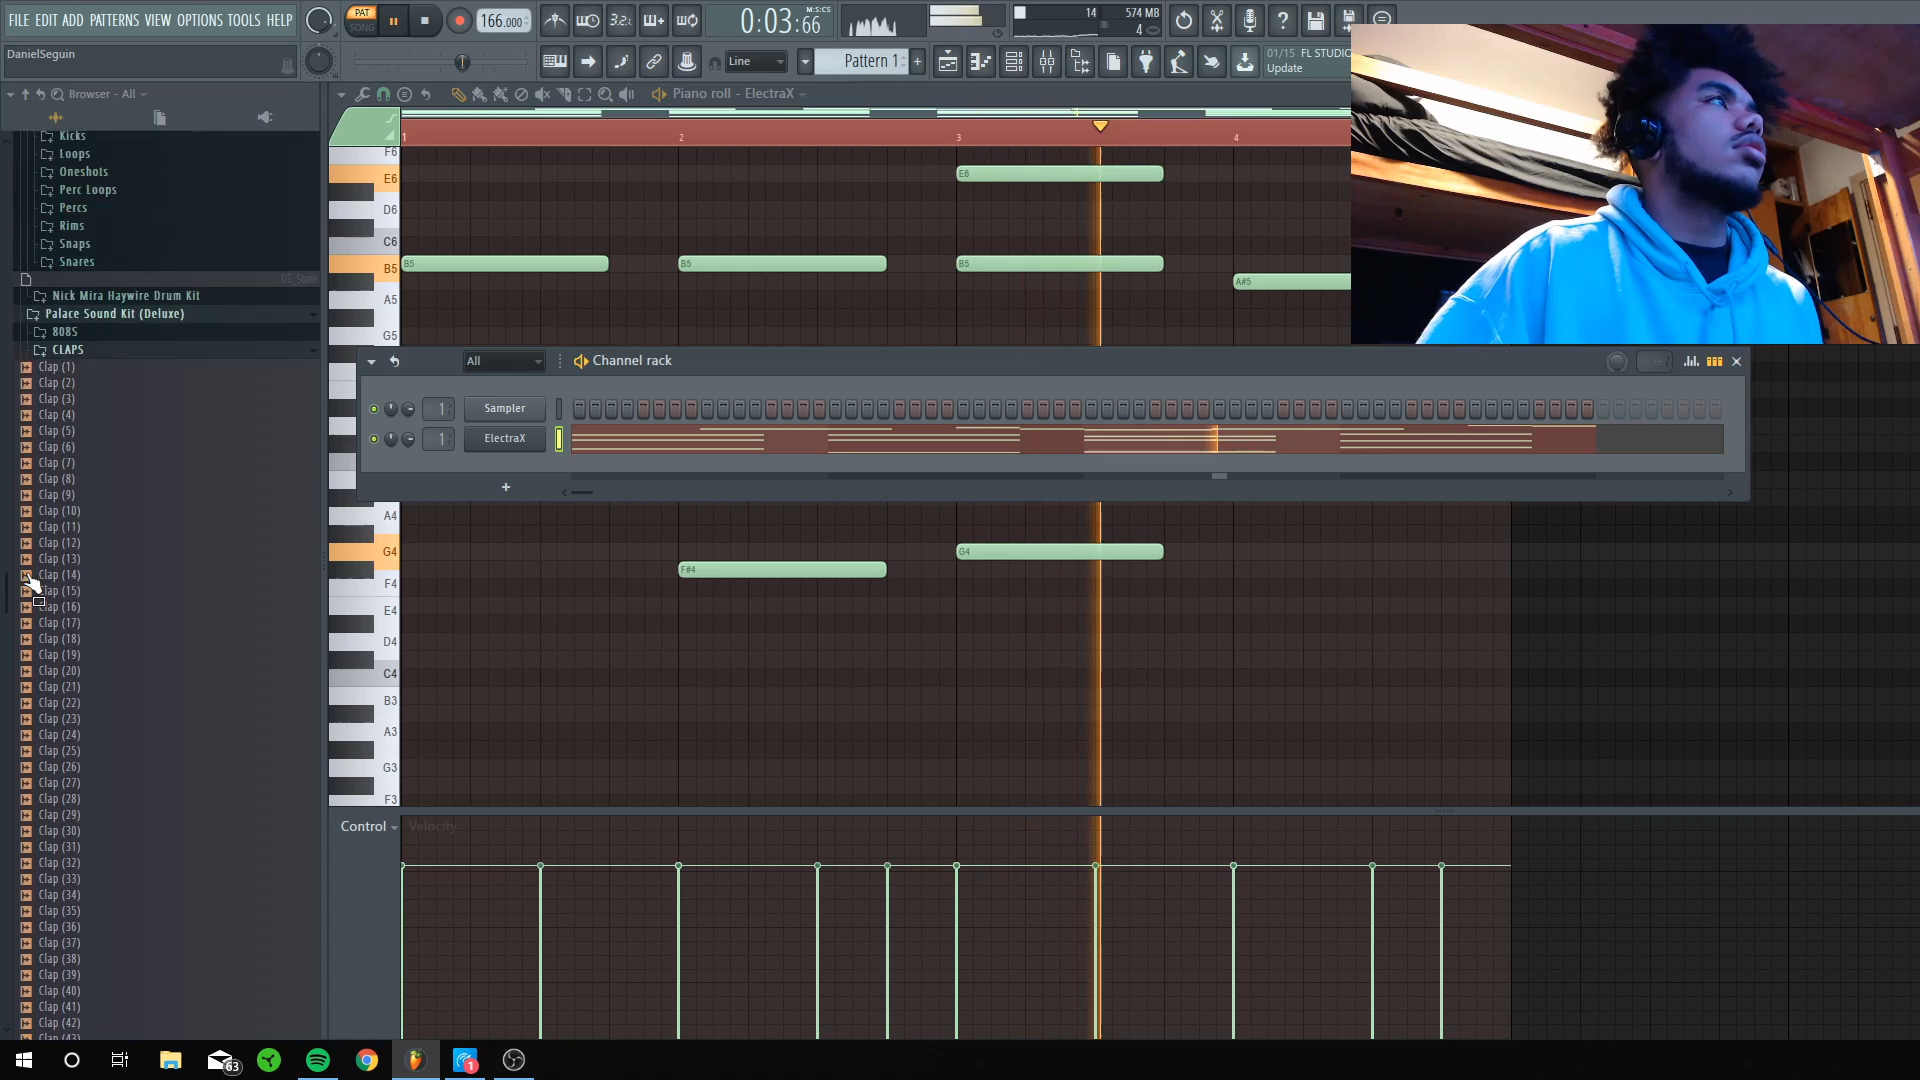 FILE EDIT ADD PATTERNS VIEW OPTIONS TOOLS HELP
PAT
SONG
166.000
3.2.
0:03:66
M:S:CS
14
574 MB
4
DanielSeguin
Line
Pattern 1
+
01/15 FL STUDIO
Update
Browser - All
Piano roll - ElectraX
Kicks
Loops
Oneshots
Perc Loops
Percs
Rims
Snaps
Snares
.DS_Store
Nick Mira Haywire Drum Kit
Palace Sound Kit (Deluxe)
808S
CLAPS
Clap (1)
Clap (2)
Clap (3)
Clap (4)
Clap (5)
Clap (6)
Clap (7)
Clap (8)
Clap (9)
Clap (10)
Clap (11)
Clap (12)
Clap (13)
Clap (14)
Clap (15)
Clap (16)
Clap (17)
Clap (18)
Clap (19)
Clap (20)
Clap (21)
Clap (22)
Clap (23)
Clap (24)
Clap (25)
Clap (26)
Clap (27)
Clap (28)
Clap (29)
Clap (30)
Clap (31)
Clap (32)
Clap (33)
Clap (34)
Clap (35)
Clap (36)
Clap (37)
Clap (38)
Clap (39)
Clap (40)
Clap (41)
Clap (42)
Clap (43)
1 2 3 4
F6
E6 E6
D6
C6
B5 B5 B5 B5
A5 A#5
G5
All Channel rack
1 Sampler
1 ElectraX
+
A4
G4 G4
F#4
F4
E4
D4
C4
B3
A3
G3
F3
Control Velocity
63
1